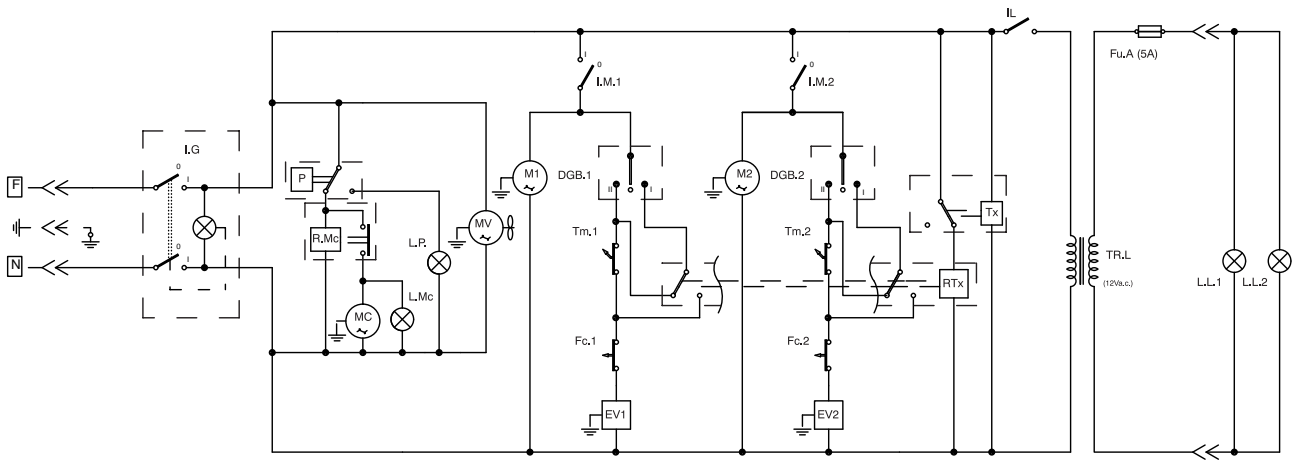 IL
Fu.A (5A)
I
0
I.M.1
I
0
I.M.2
I.G
0
I
F
P
M1
DGB.1
II
I
M2
DGB.2
II
I
Tx
N
0
I
R.Mc
L.P.
MV
Tm.1
Tm.2
L.Mc
MC
RTx
TR.L
(12Va.c.)
L.L.1
L.L.2
Fc.1
Fc.2
EV1
EV2